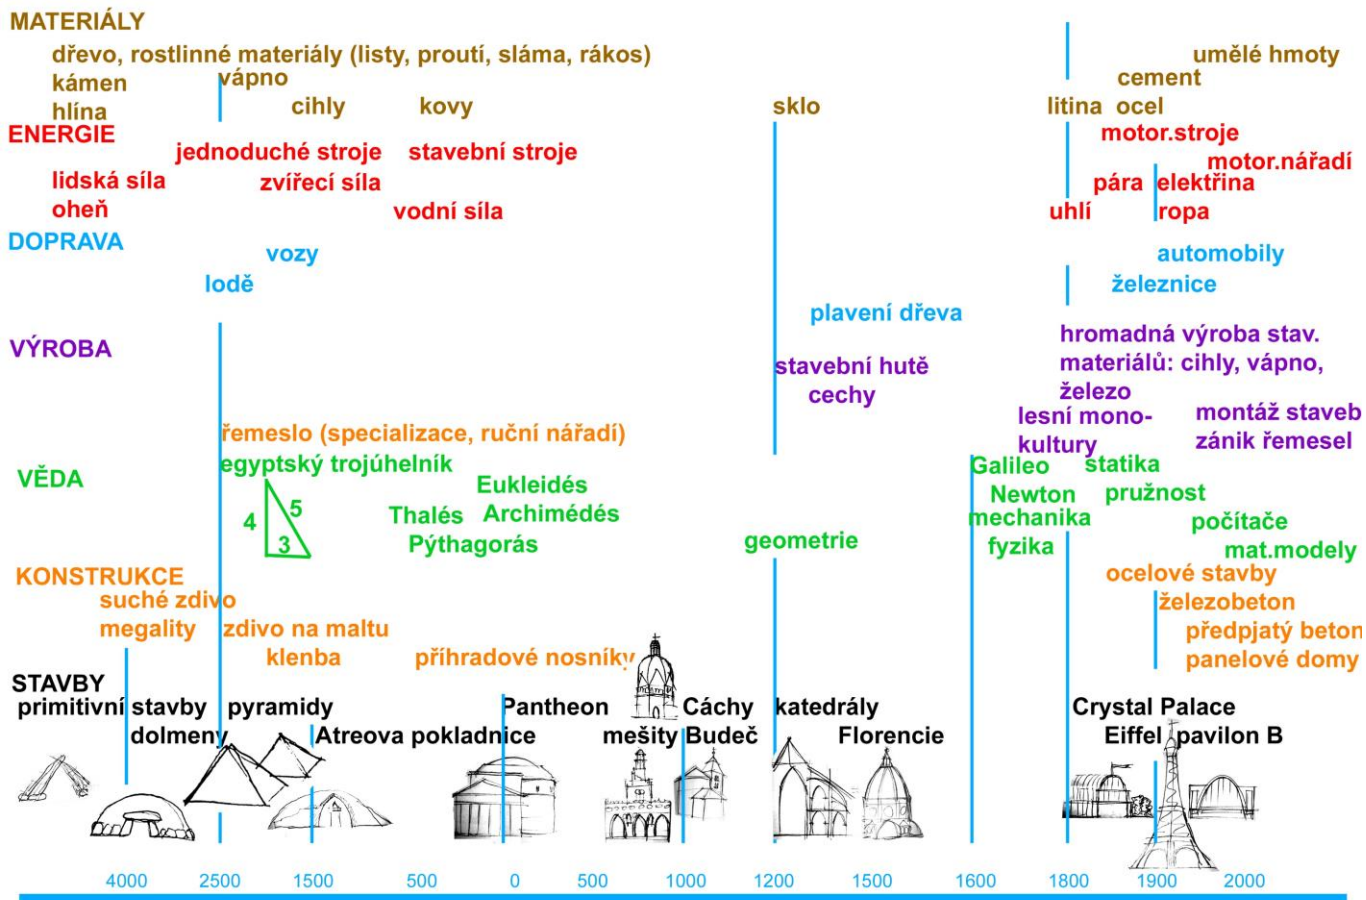 MATERIÁLY
dřevo, rostlinné materiály (listy, proutí, sláma, rákos)
umělé hmoty
kámen
vápno
cement
hlína
cihly
kovy
sklo
litina
ocel
ENERGIE
motor.stroje
jednoduché stroje
stavební stroje
motor.nářadí
lidská síla
zvířecí síla
pára
elektřina
oheň
vodní síla
uhlí
ropa
DOPRAVA
vozy
automobily
lodě
železnice
plavení dřeva
VÝROBA
hromadná výroba stav.
materiálů: cihly, vápno,
železo
stavební hutě
cechy
lesní mono-
kultury
montáž staveb
zánik řemesel
řemeslo (specializace, ruční nářadí)
VĚDA
egyptský trojúhelník
4
5
3
Eukleidés
Thalés
Archimédés
Pýthagorás
geometrie
Galileo
Newton
mechanika
fyzika
statika
pružnost
počítače
mat.modely
KONSTRUKCE
suché zdivo
megality
zdivo na maltu
klenba
příhradové nosníky
ocelové stavby
železobeton
předpjatý beton
panelové domy
STAVBY
primitivní stavby
pyramidy
Pantheon
Cáchy
katedrály
Crystal Palace
dolmeny
Atreova pokladnice
mešity
Budeč
Florencie
Eiffel
pavilon B
4000
2500
1500
500
0
500
1000
1200
1500
1600
1800
1900
2000